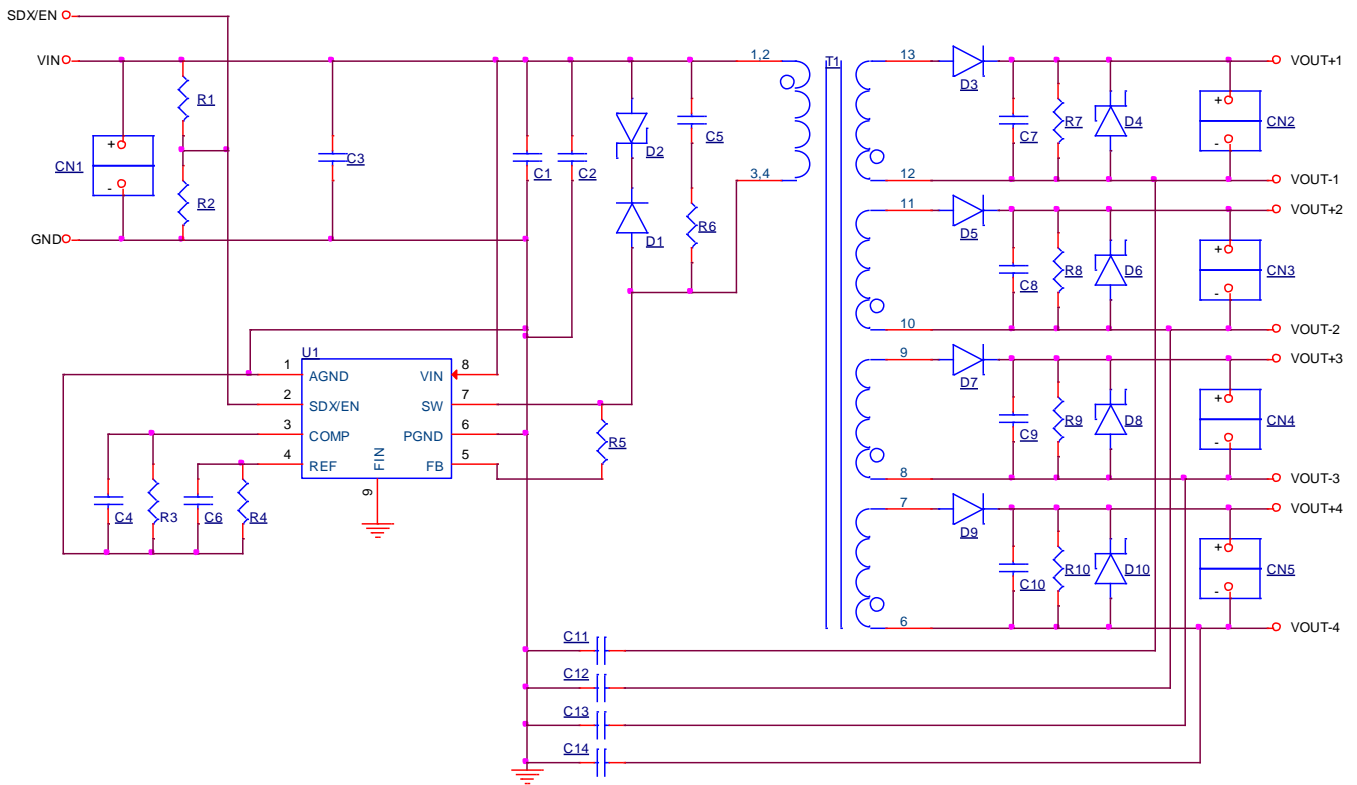 SDX/EN
VIN
1,2
T1
13
VOUT+1
D3
R1
+
CN1
-
C3
C1
C2
D2
C5
C7
R7
D4
+
CN2
-
R2
3,4
12
VOUT-1
11
VOUT+2
D5
GND
D1
R6
C8
R8
D6
+
CN3
-
10
VOUT-2
U1
9
VOUT+3
D7
1
AGND
VIN
8
2
SDX/EN
SW
7
3
COMP
PGND
6
4
REF
FB
5
FIN
9
R5
C9
R9
D8
+
CN4
-
8
VOUT-3
C4
R3
C6
R4
7
VOUT+4
D9
C10
R10
D10
+
CN5
-
6
VOUT-4
C11
C12
C13
C14